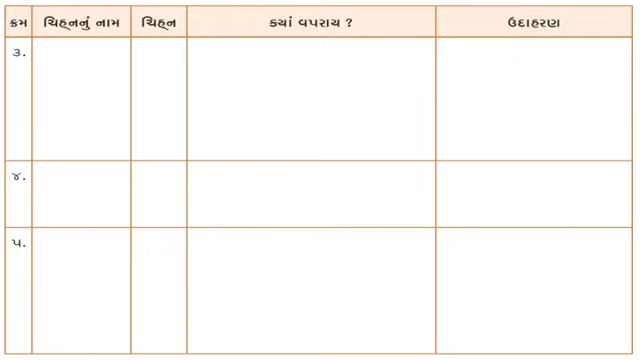 ક્રમ ચિહ્નનું નામ ચિહ્ન ક્યાં વપરાય ? ઉદાહરણ
૩.
૪.
૫.